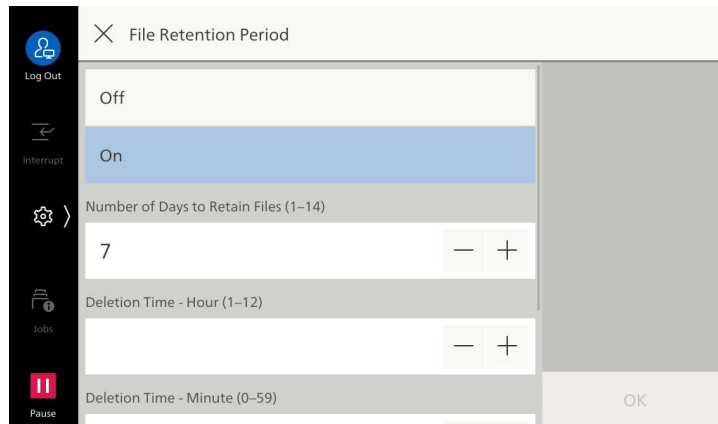 File Retention Period
Log Out
Off
Interrupt
On
Number of Days to Retain Files (1–14)
7
Deletion Time - Hour (1–12)
Jobs
Deletion Time - Minute (0–59)
OK
Pause